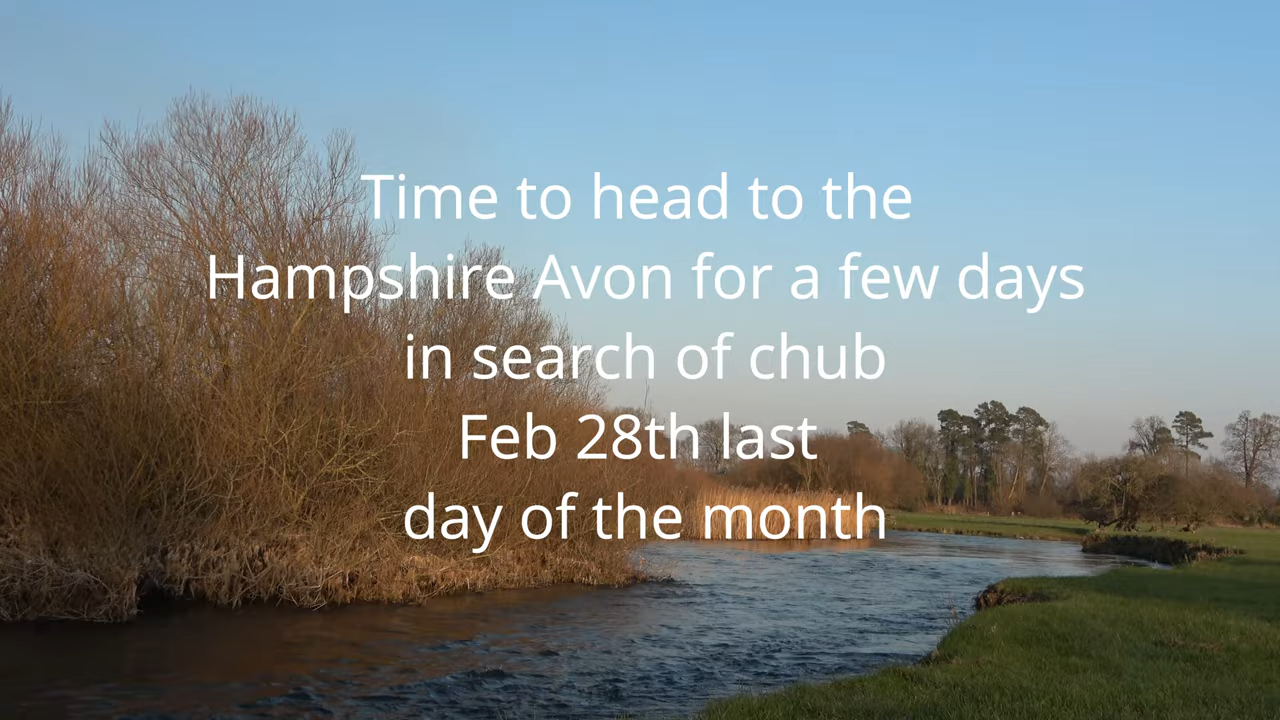 Time to head to the
Hampshire Avon for a few days
in search of chub
Feb 28th last
day of the month